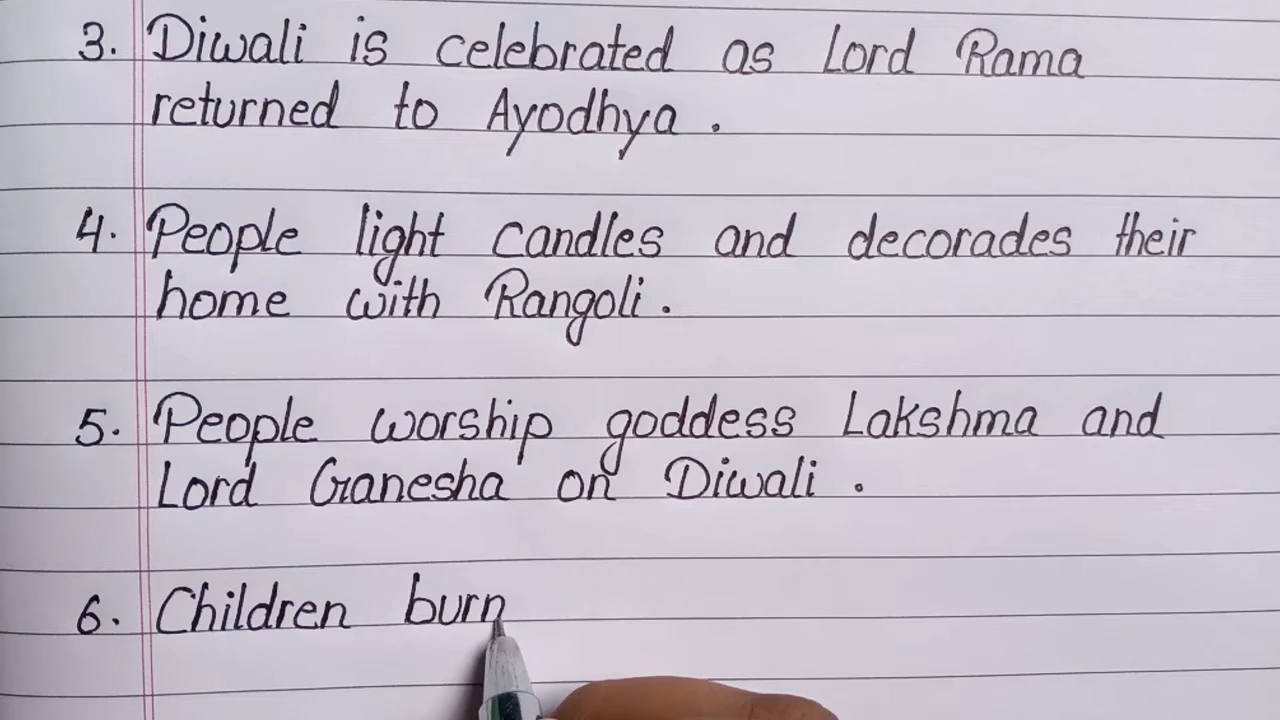 3. Diwali is celebrated as Lord Rama
returned to Ayodhya.
4. People light candles and decorades their
home with Rangoli.
5. People worship goddess Lakshma and
Lord Ganesha on Diwali.
6. Children burn